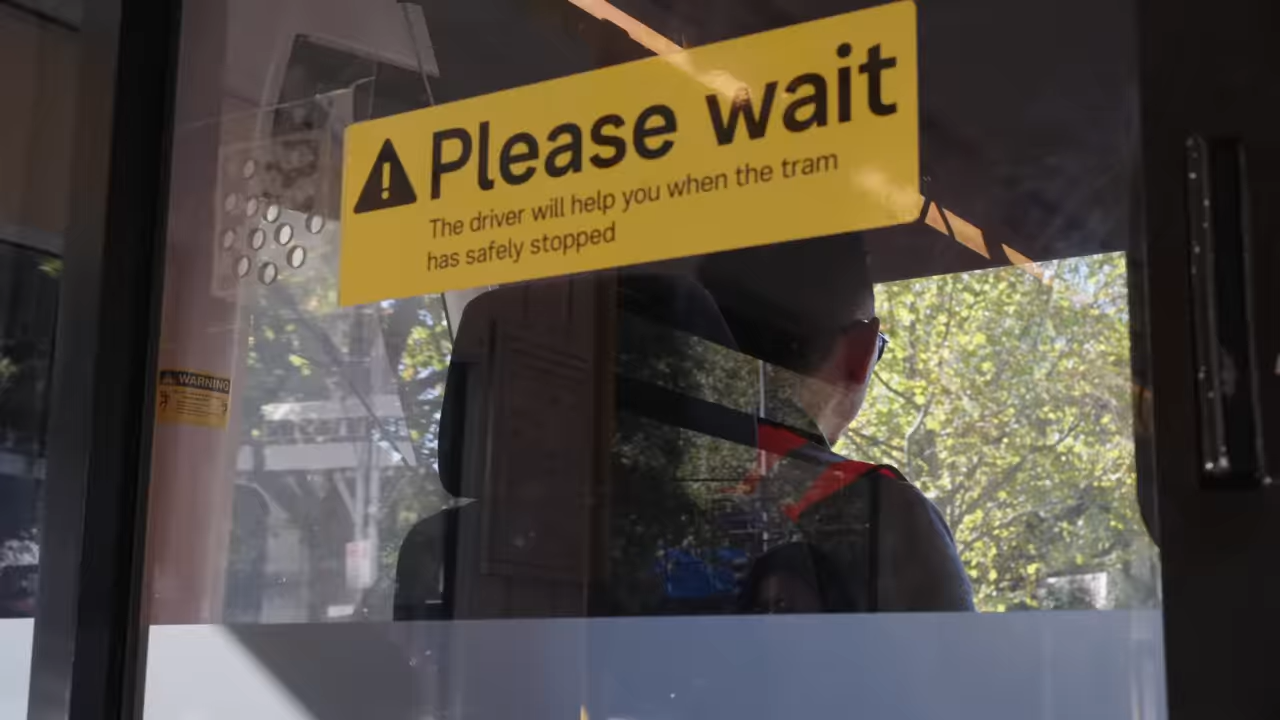 Please wait
The driver will help you when the tram
has safely stopped
WARNING